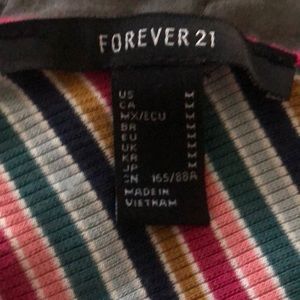 FOREVER 21
US M
CA M
MX/ECU M
BR M
EU M
UK M
KR M
JP M
CN 165/88A
MADE IN
VIETNAM